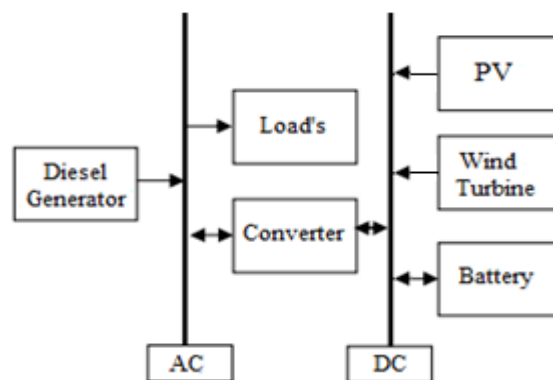 PV
Load's
Diesel
Generator
Wind
Turbine
Converter
Battery
AC
DC